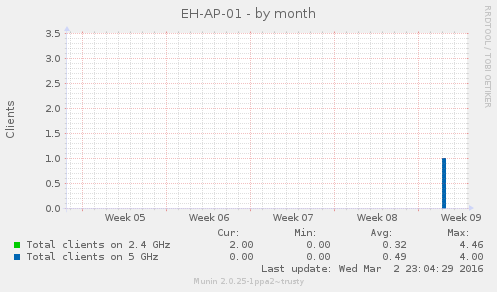 EH-AP-01 - by month
RRDTOOL / TOBI OETIKER
Clients
3.5
3.0
2.5
2.0
1.5
1.0
0.5
0.0
Week 05 Week 06 Week 07 Week 08 Week 09
Cur: Min: Avg: Max:
Total clients on 2.4 GHz 2.00 0.00 0.32 4.46
Total clients on 5 GHz 0.00 0.00 0.49 4.00
Last update: Wed Mar 2 23:04:29 2016
Munin 2.0.25-1ppa2~trusty